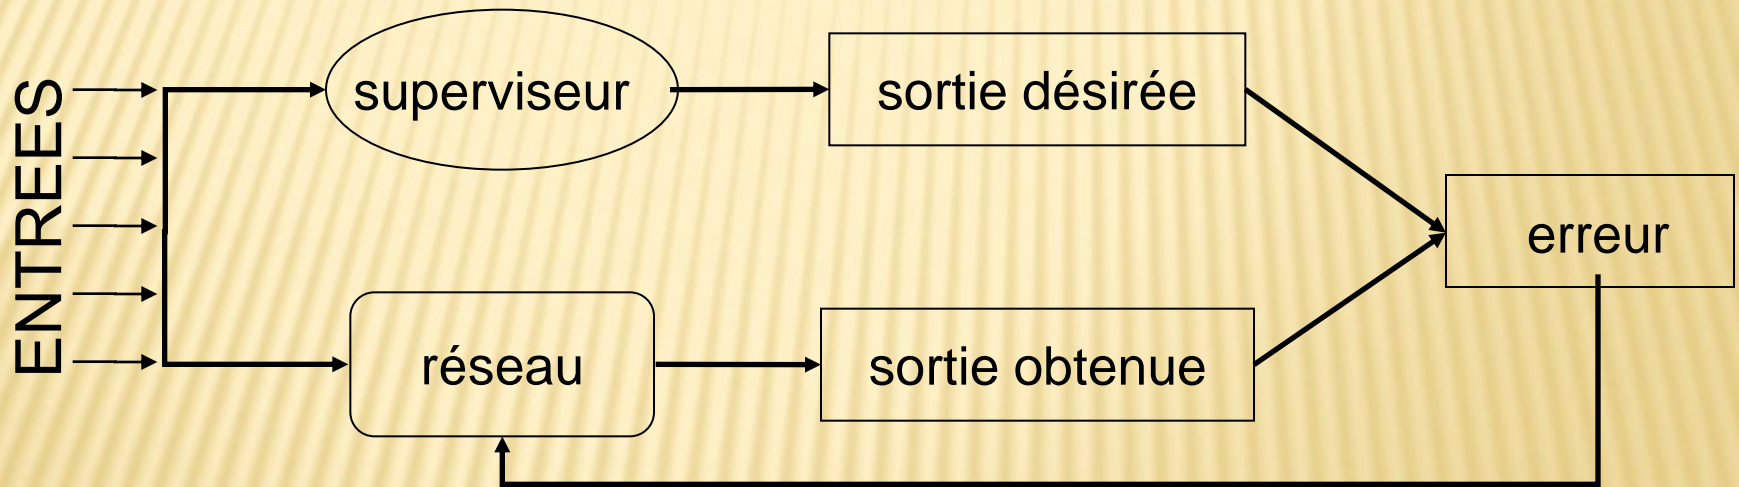 ENTREES
superviseur
sortie désirée
erreur
réseau
sortie obtenue